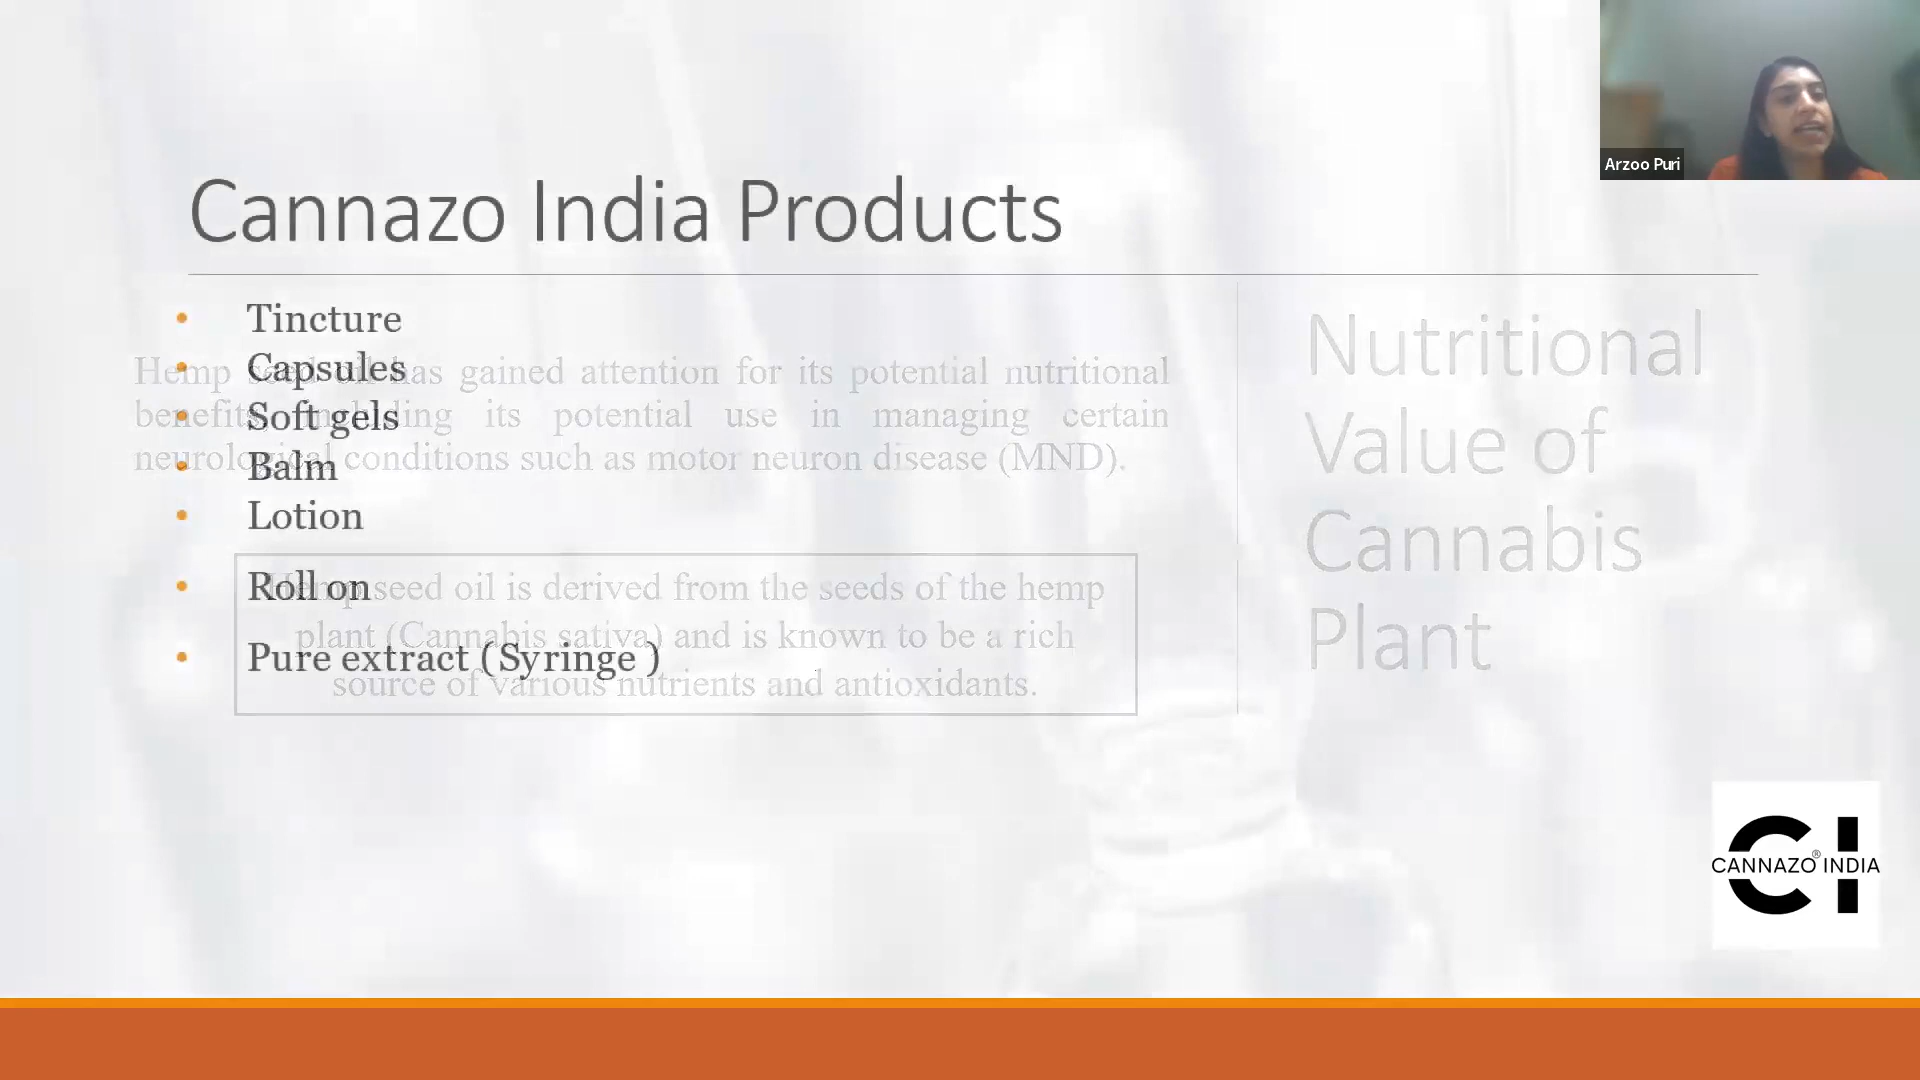 Arzoo Puri
Cannazo India Products
• Tincture
• Capsules
• Soft gels
• Balm
• Lotion
• Roll on
• Pure extract (Syringe )
Hemp seed oil has gained attention for its potential nutritional
benefits, including its potential use in managing certain
neurological conditions such as motor neuron disease (MND).
Hemp seed oil is derived from the seeds of the hemp
plant (Cannabis sativa) and is known to be a rich
source of various nutrients and antioxidants.
Nutritional
Value of
Cannabis
Plant
CI
CANNAZO® INDIA